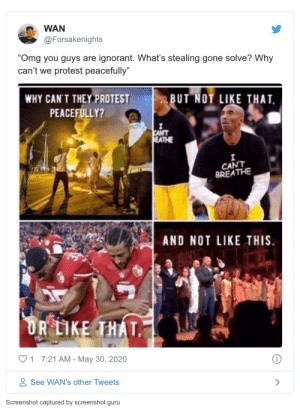 WAN
@Forsakenights
“Omg you guys are ignorant. What's stealing gone solve? Why
can't we protest peacefully”
WHY CAN'T THEY PROTEST
PEACEFULLY?
BUT NOT LIKE THAT,
I
CAN'T
BREATHE
OR LIKE THAT,
AND NOT LIKE THIS.
1 7:21 AM - May 30, 2020
See WAN's other Tweets
Screenshot captured by screenshot.guru